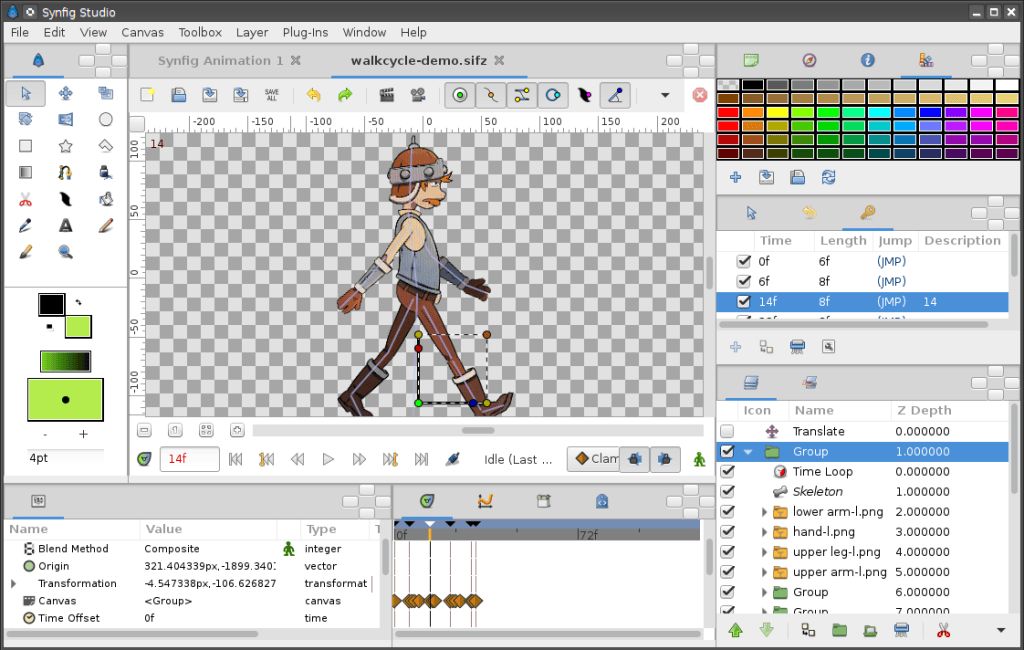 Synfig Studio
File Edit View Canvas Toolbox Layer Plug-Ins Window Help
Synfig Animation 1
walkcycle-demo.sifz
SAVE ALL
-200 -150 -100 -50 0 50 100 150 200
100
50
0
-50
-100
14
4pt
14f
Idle (Last ...
Clam
Time Length Jump Description
0f 6f (JMP)
6f 8f (JMP)
14f 8f (JMP) 14
Icon Name Z Depth
Translate 0.000000
Group 1.000000
Time Loop 0.000000
Skeleton 1.000000
lower arm-l.png 2.000000
hand-l.png 3.000000
upper leg-l.png 4.000000
upper arm-l.png 5.000000
Group 6.000000
Group 7.000000
Name Value Type T
Blend Method Composite integer
Origin 321.404339px,-1899.340 vector
Transformation -4.547338px,-106.626827 transformat
Canvas <Group> canvas
Time Offset 0f time
0f 72f